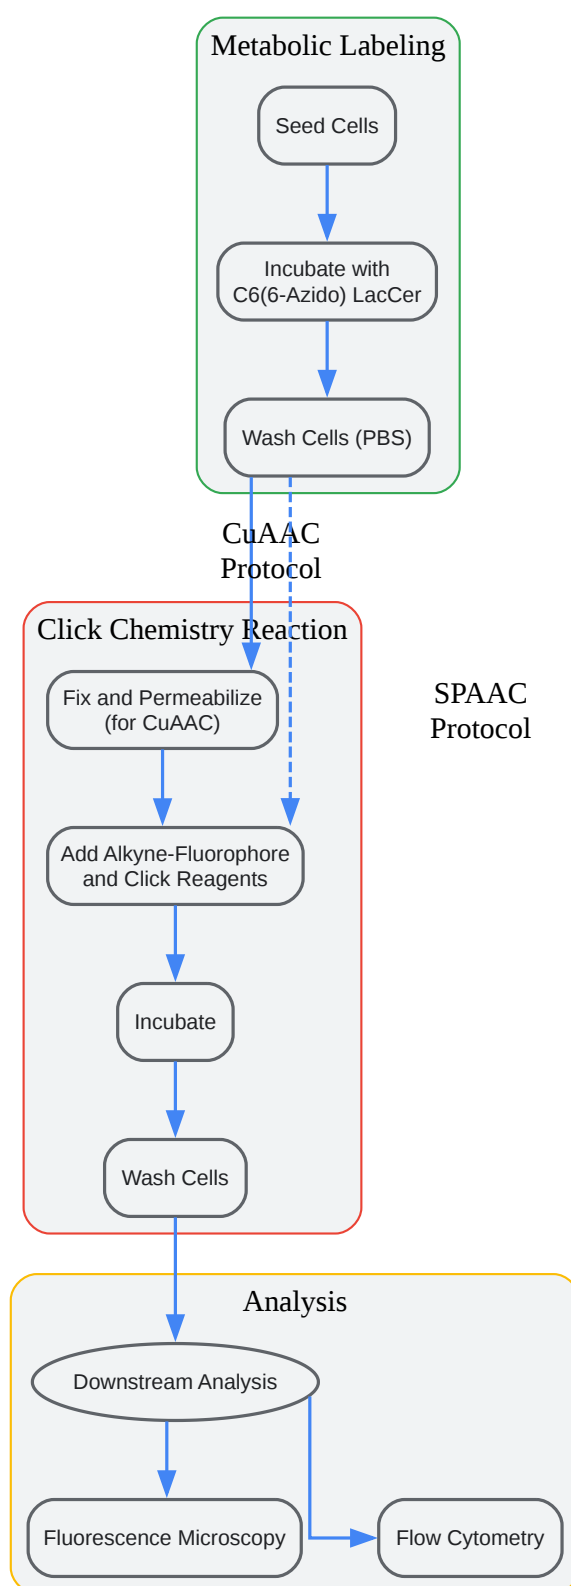 Metabolic Labeling
Seed Cells
Incubate with
C6(6-Azido) LacCer
Wash Cells (PBS)
CuAAC
Protocol
Click Chemistry Reaction
Fix and Permeabilize
(for CuAAC)
SPAAC
Protocol
Add Alkyne-Fluorophore
and Click Reagents
Incubate
Wash Cells
Analysis
Downstream Analysis
Fluorescence Microscopy
Flow Cytometry